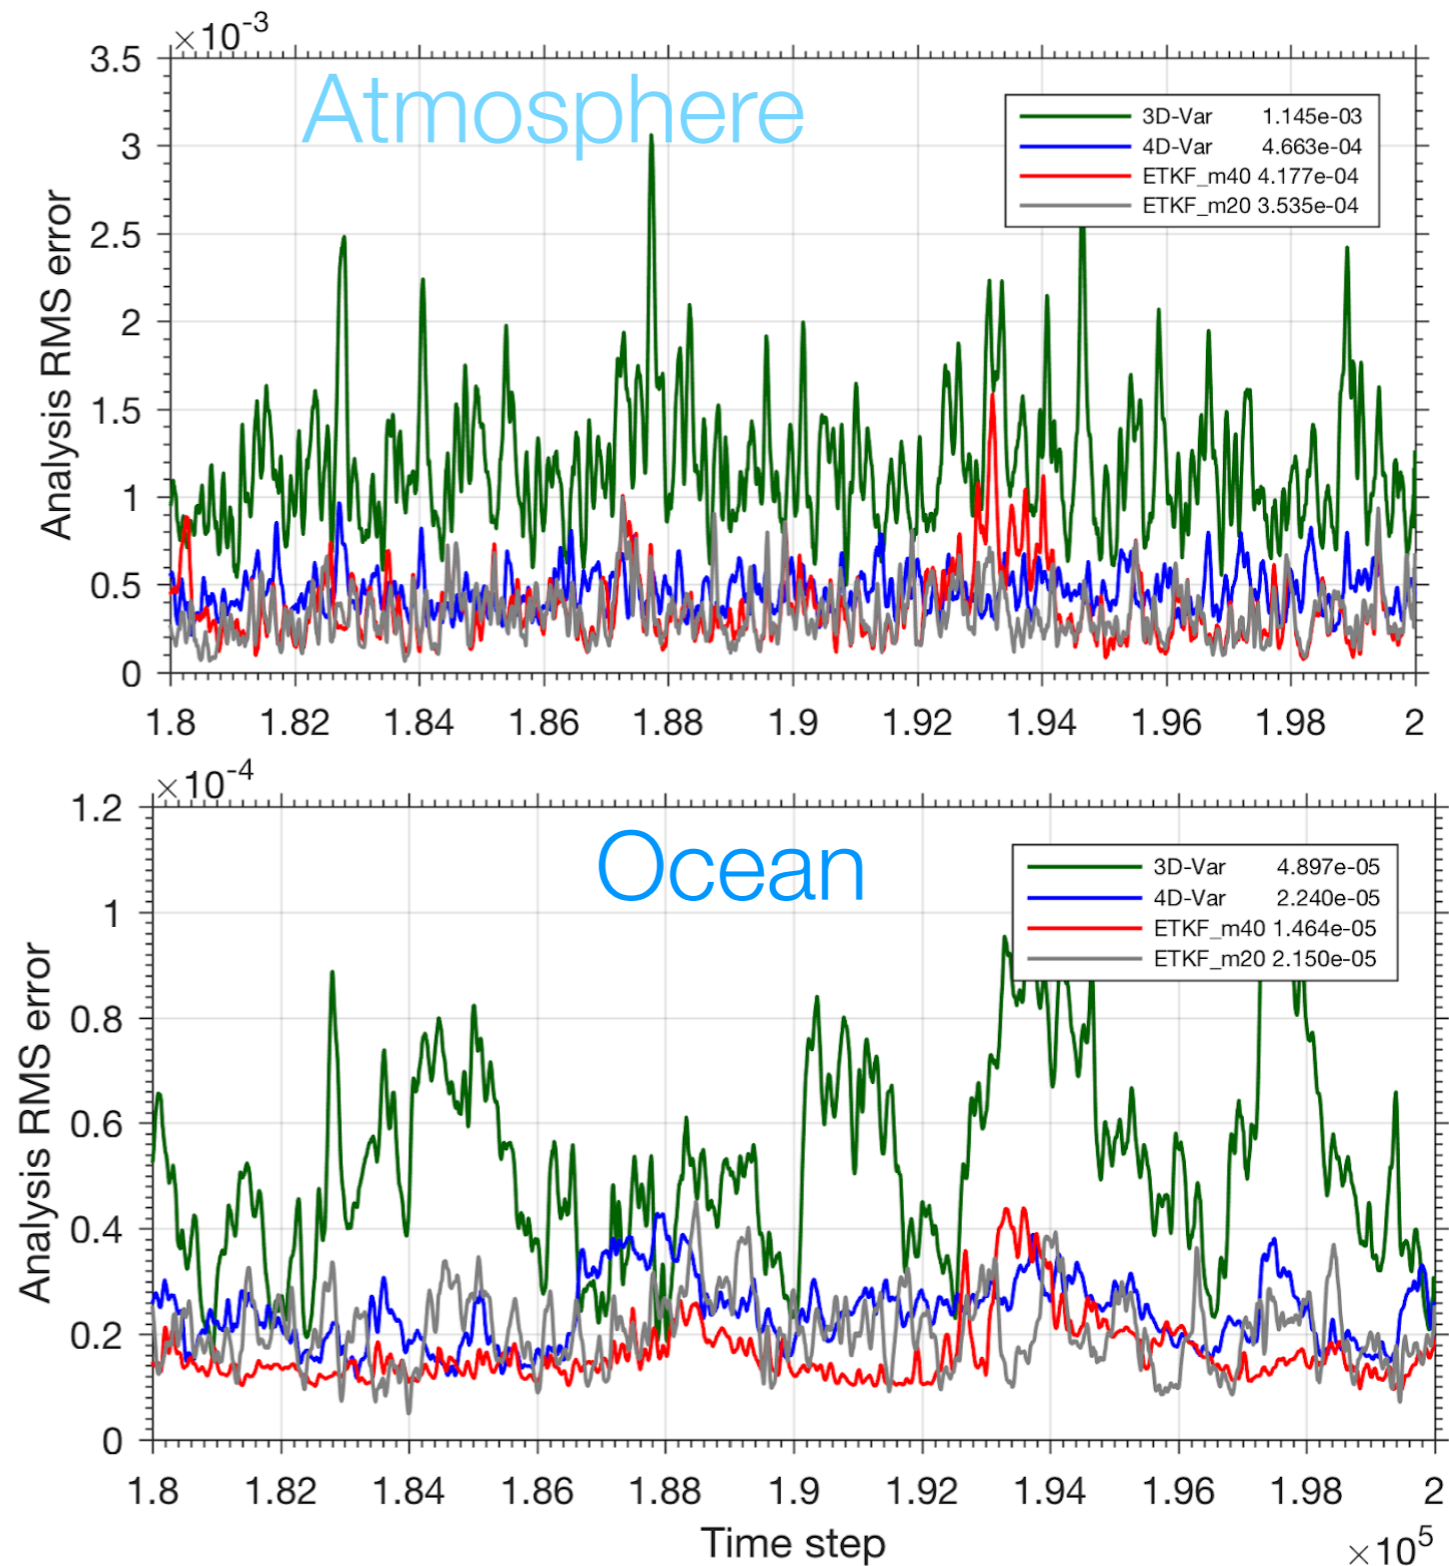 ×10-3
3.5
Atmosphere
3D-Var 1.145e-03
3
4D-Var 4.663e-04
ETKF_m40 4.177e-04
ETKF_m20 3.535e-04
2.5
2
1.5
1
0.5
0
Analysis RMS error
1.8 1.82 1.84 1.86 1.88 1.9 1.92 1.94 1.96 1.98 2
×10-4
1.2
Ocean
3D-Var 4.897e-05
4D-Var 2.240e-05
1
ETKF_m40 1.464e-05
ETKF_m20 2.150e-05
0.8
0.6
0.4
0.2
0
Analysis RMS error
1.8 1.82 1.84 1.86 1.88 1.9 1.92 1.94 1.96 1.98 2
Time step
×105